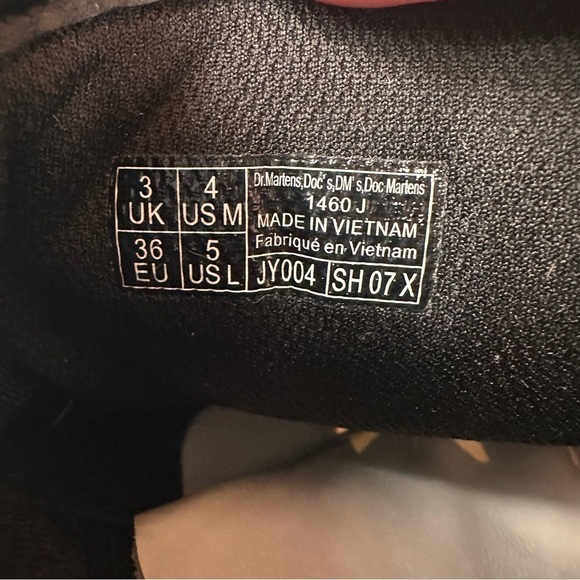 3 UK
4 US M
36 EU
5 US L
Dr.Martens,Doc's,DM's,Doc Martens
1460 J
MADE IN VIETNAM
Fabriqué en Vietnam
JY004 SH 07 X